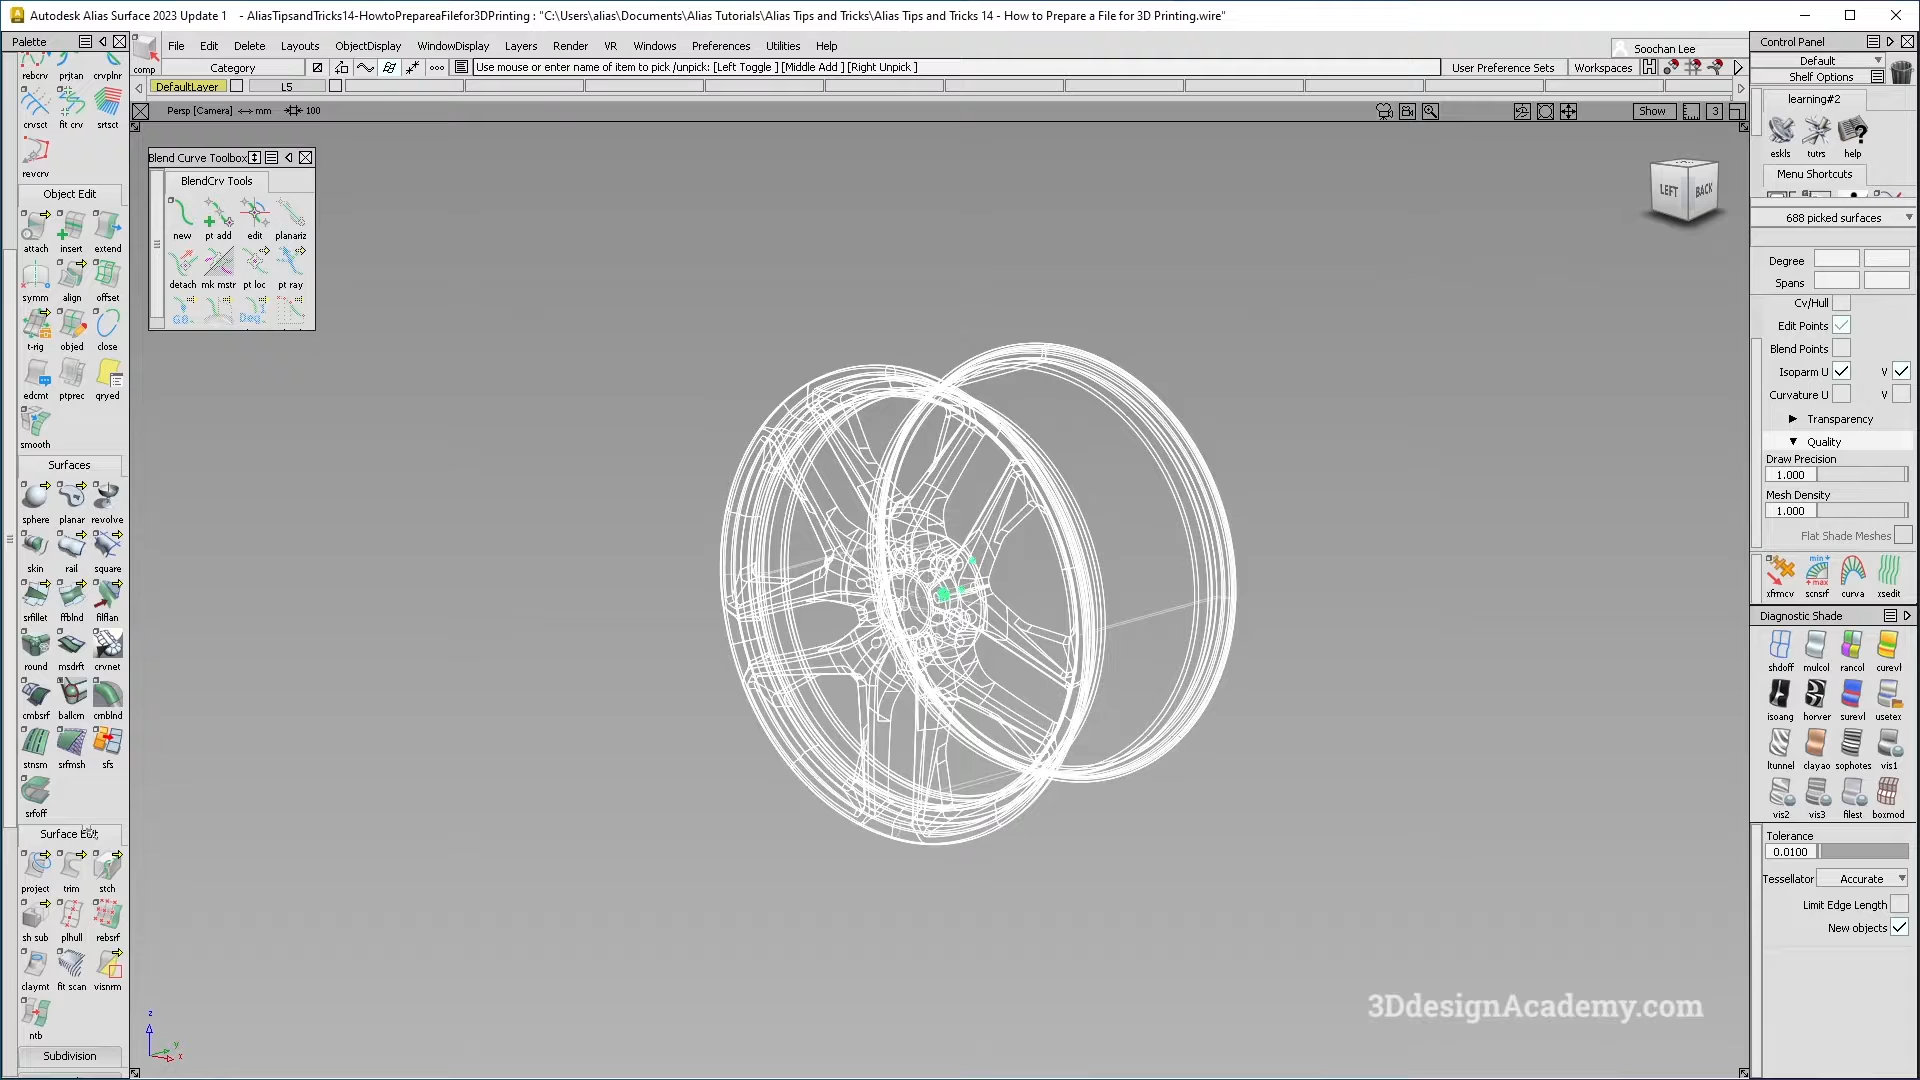 Autodesk Alias Surface 2023 Update 1 - AliasTipsandTricks14-HowtoPrepareaFilefor3DPrinting : "C:\Users\alias\Documents\Alias Tutorials\Alias Tips and Tricks\Alias Tips and Tricks 14 - How to Prepare a File for 3D Printing.wire"
Palette
comp
File Edit Delete Layouts ObjectDisplay WindowDisplay Layers Render VR Windows Preferences Utilities Help
Soochan Lee
Category
Use mouse or enter name of item to pick /unpick: [Left Toggle ] [Middle Add ] [Right Unpick ]
User Preference Sets
Workspaces
DefaultLayer
L5
Persp [Camera] <-> mm 100
Show
3
rebcrv prjtan crvplnr
crvsct fit crv srtsct
revcrv
Object Edit
attach insert extend
symm align offset
t-rig objed close
edcmt ptprec qryed
smooth
Surfaces
sphere planar revolve
skin rail square
srfillet ffblnd filflan
round msdrft crvnet
cmbsrf ballcrn cmblnd
stnsm srfmsh sfs
srfoff
Surface Edit
project trim stch
sh sub plhull rebsrf
claymt fit scan visnrm
ntb
Subdivision
Blend Curve Toolbox
BlendCrv Tools
new pt add edit planariz
detach mk mstr pt loc pt ray
G0. Deg.
LEFT BACK
z
y
x
3DdesignAcademy.com
Control Panel
Default
Shelf Options
learning#2
eskls tutrs help
Menu Shortcuts
688 picked surfaces
Degree
Spans
Cv/Hull
Edit Points
Blend Points
Isoparm U V
Curvature U V
Transparency
Quality
Draw Precision
1.000
Mesh Density
1.000
Flat Shade Meshes
min +max
xfrmcv scnsrf curva xsedit
Diagnostic Shade
shdoff mulcol rancol curevl
isoang horver surevl usetex
ltunnel clayao sophotes vis1
vis2 vis3 filest boxmod
Tolerance
0.0100
Tessellator Accurate
Limit Edge Length
New objects